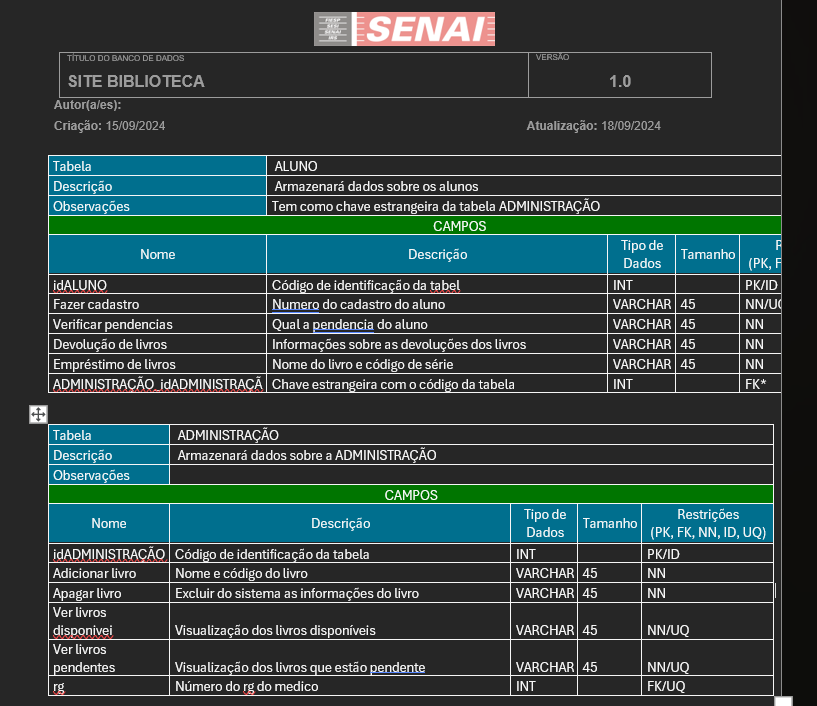 FIESP
SESI
SENAI
IRS
SENAI
TÍTULO DO BANCO DE DADOS
VERSÃO
SITE BIBLIOTECA
1.0
Autor(a/es):
Criação: 15/09/2024
Atualização: 18/09/2024
Tabela ALUNO
Descrição Armazenará dados sobre os alunos
Observações Tem como chave estrangeira da tabela ADMINISTRAÇÃO
CAMPOS
Nome Descrição Tipo de Dados Tamanho R (PK, F
idALUNO Código de identificação da tabel INT PK/ID
Fazer cadastro Numero do cadastro do aluno VARCHAR 45 NN/UQ
Verificar pendencias Qual a pendencia do aluno VARCHAR 45 NN
Devolução de livros Informações sobre as devoluções dos livros VARCHAR 45 NN
Empréstimo de livros Nome do livro e código de série VARCHAR 45 NN
ADMINISTRAÇÃO_idADMINISTRAÇÃ Chave estrangeira com o código da tabela INT FK*
Tabela ADMINISTRAÇÃO
Descrição Armazenará dados sobre a ADMINISTRAÇÃO
Observações
CAMPOS
Nome Descrição Tipo de Dados Tamanho Restrições (PK, FK, NN, ID, UQ)
idADMINISTRAÇÃO Código de identificação da tabela INT PK/ID
Adicionar livro Nome e código do livro VARCHAR 45 NN
Apagar livro Excluir do sistema as informações do livro VARCHAR 45 NN
Ver livros disponivei Visualização dos livros disponíveis VARCHAR 45 NN/UQ
Ver livros pendentes Visualização dos livros que estão pendente VARCHAR 45 NN/UQ
rg Número do rg do medico INT FK/UQ